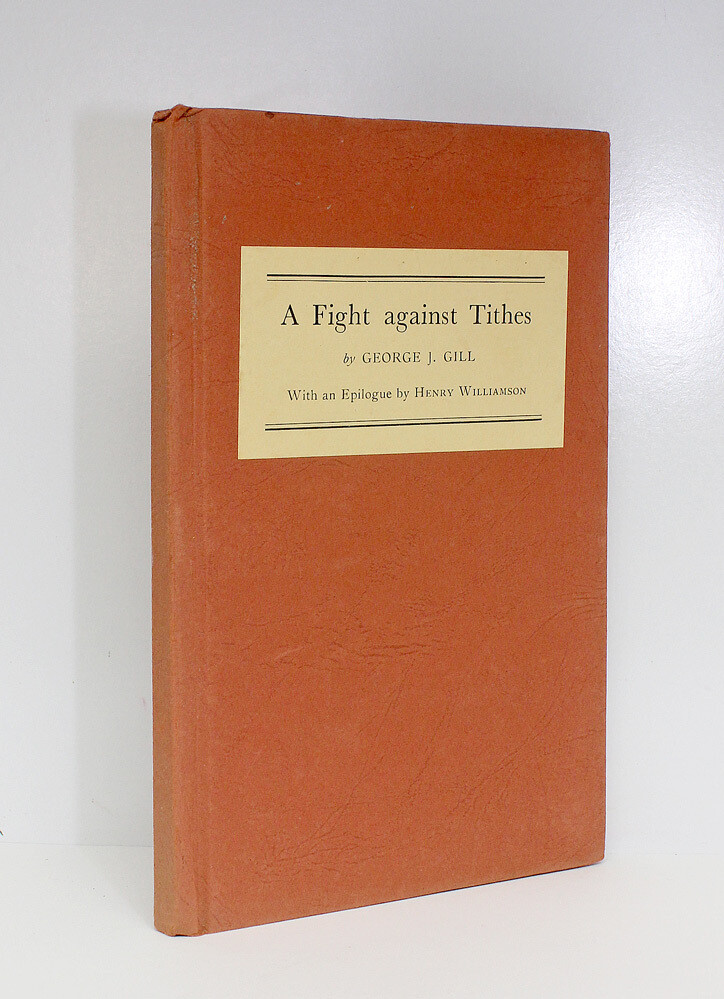 A Fight against Tithes
by GEORGE J. GILL
With an Epilogue by HENRY WILLIAMSON